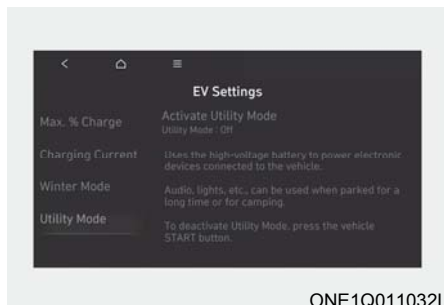 EV Settings
Max. % Charge
Charging Current
Winter Mode
Utility Mode
Activate Utility Mode
Utility Mode : Off
Uses the high-voltage battery to power electronic
devices connected to the vehicle.
Audio, lights, etc., can be used when parked for a
long time or for camping.
To deactivate Utility Mode, press the vehicle
START button.
ONE1Q011032L